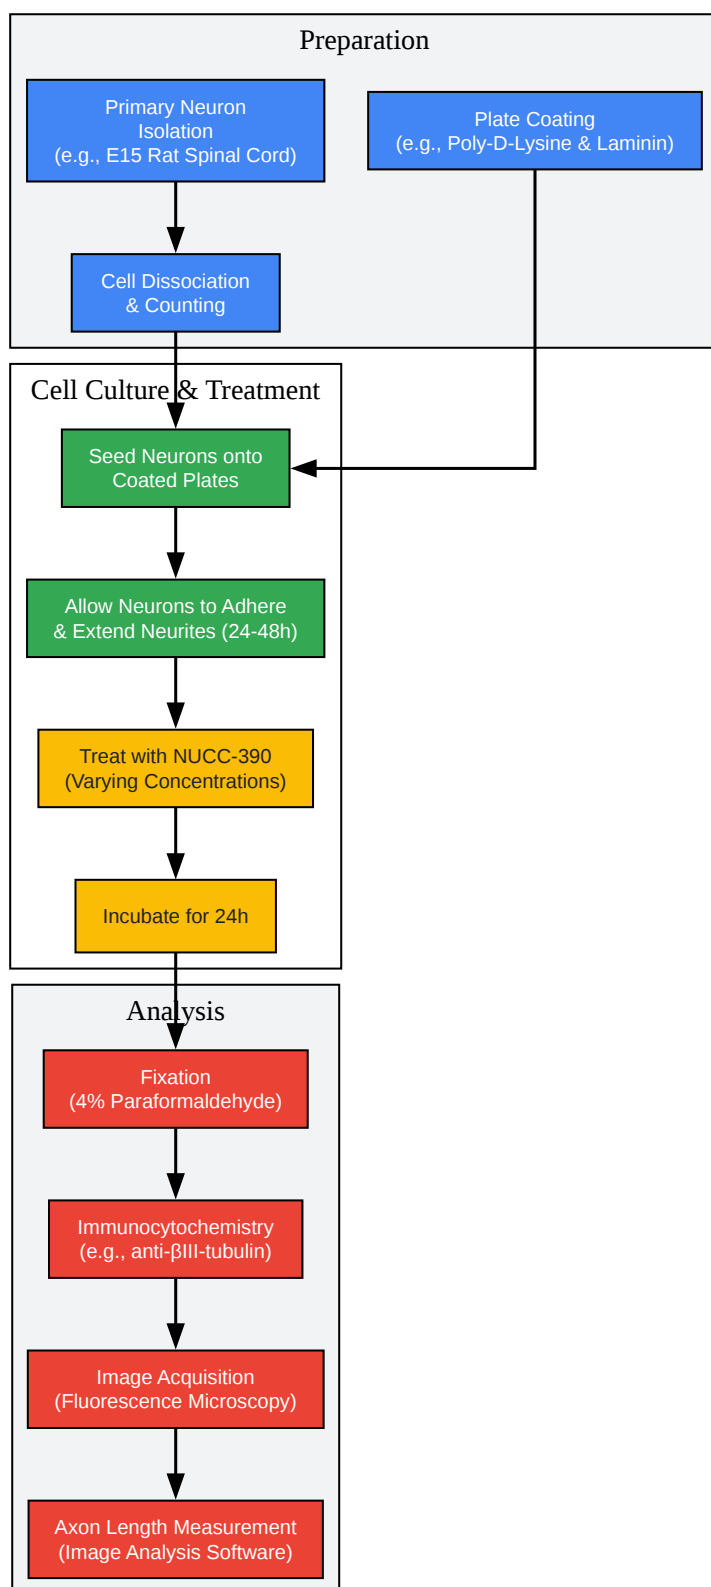 Preparation
Primary Neuron
Isolation
(e.g., E15 Rat Spinal Cord)
Plate Coating
(e.g., Poly-D-Lysine & Laminin)
Cell Dissociation
& Counting
Cell Culture & Treatment
Seed Neurons onto
Coated Plates
Allow Neurons to Adhere
& Extend Neurites (24-48h)
Treat with NUCC-390
(Varying Concentrations)
Incubate for 24h
Analysis
Fixation
(4% Paraformaldehyde)
Immunocytochemistry
(e.g., anti-βIII-tubulin)
Image Acquisition
(Fluorescence Microscopy)
Axon Length Measurement
(Image Analysis Software)